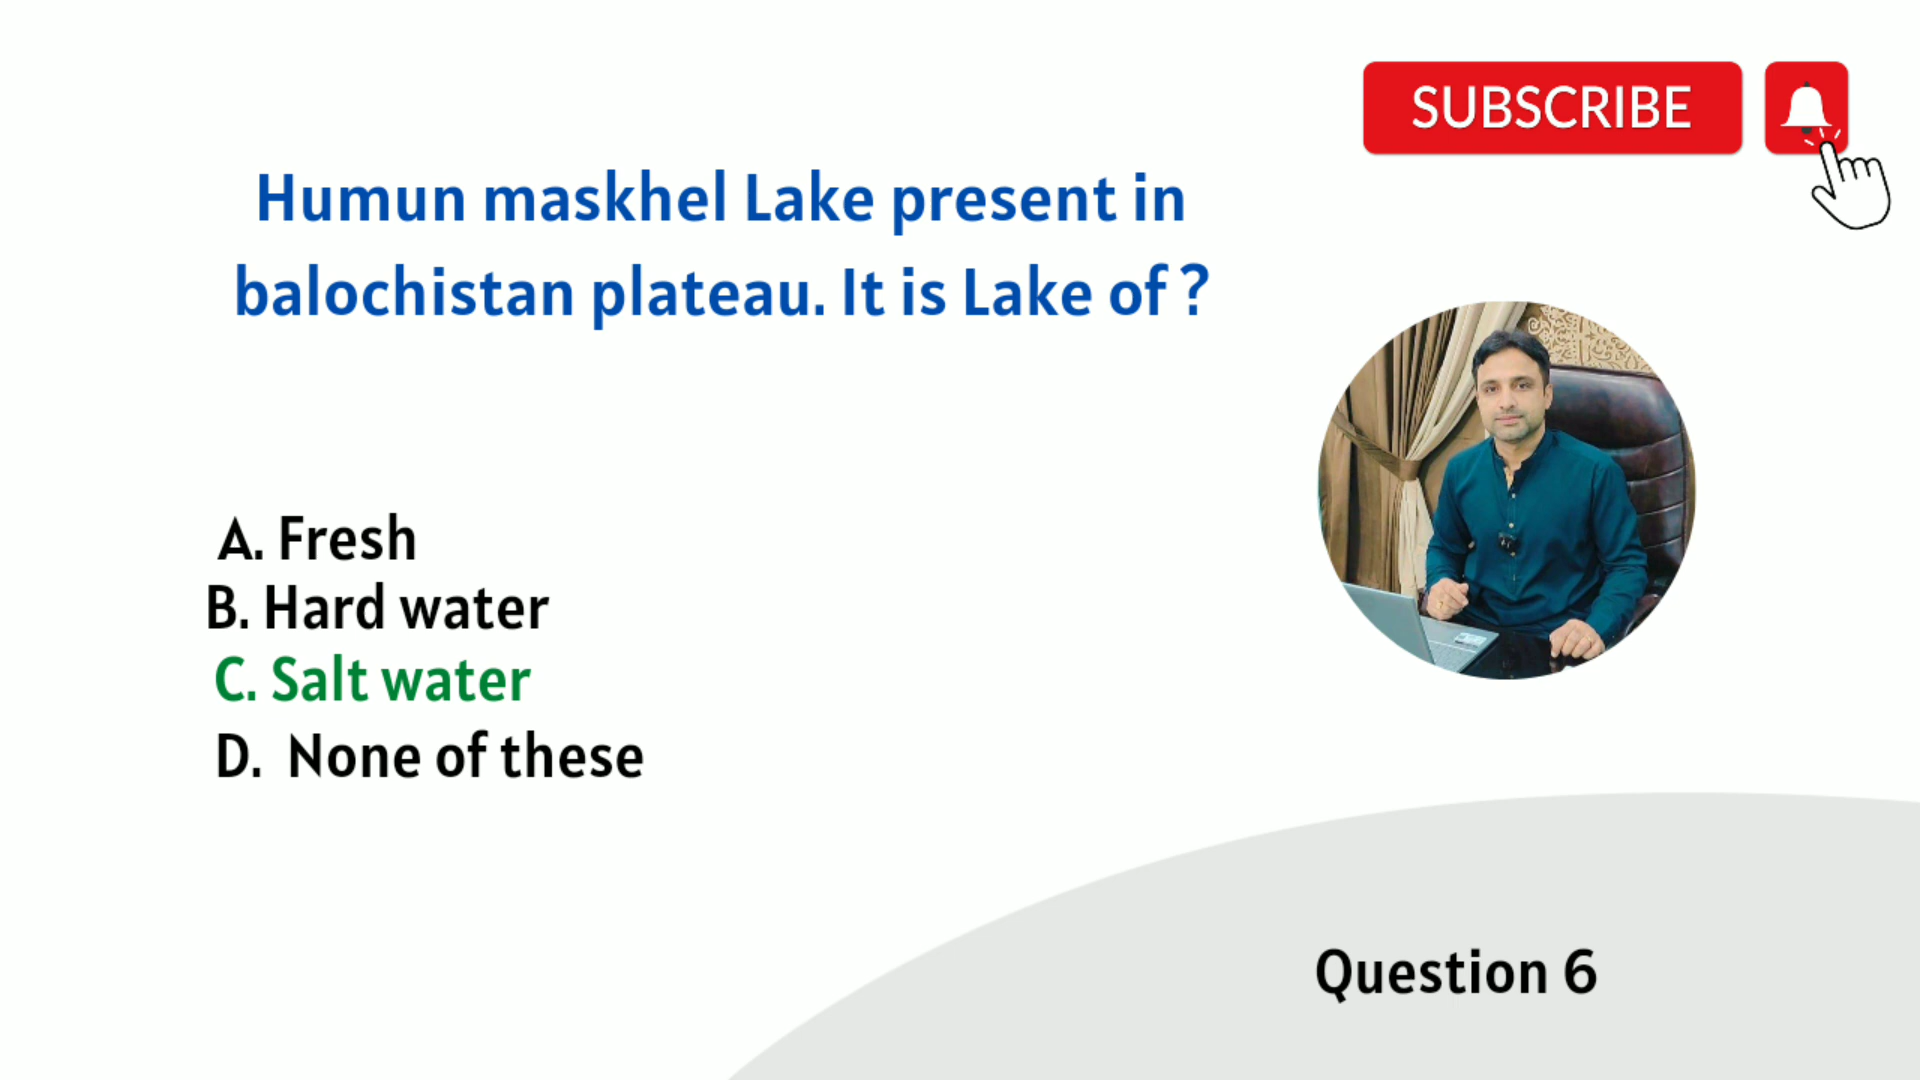 SUBSCRIBE
Humun maskhel Lake present in
balochistan plateau. It is Lake of ?
A. Fresh
B. Hard water
C. Salt water
D. None of these
Question 6